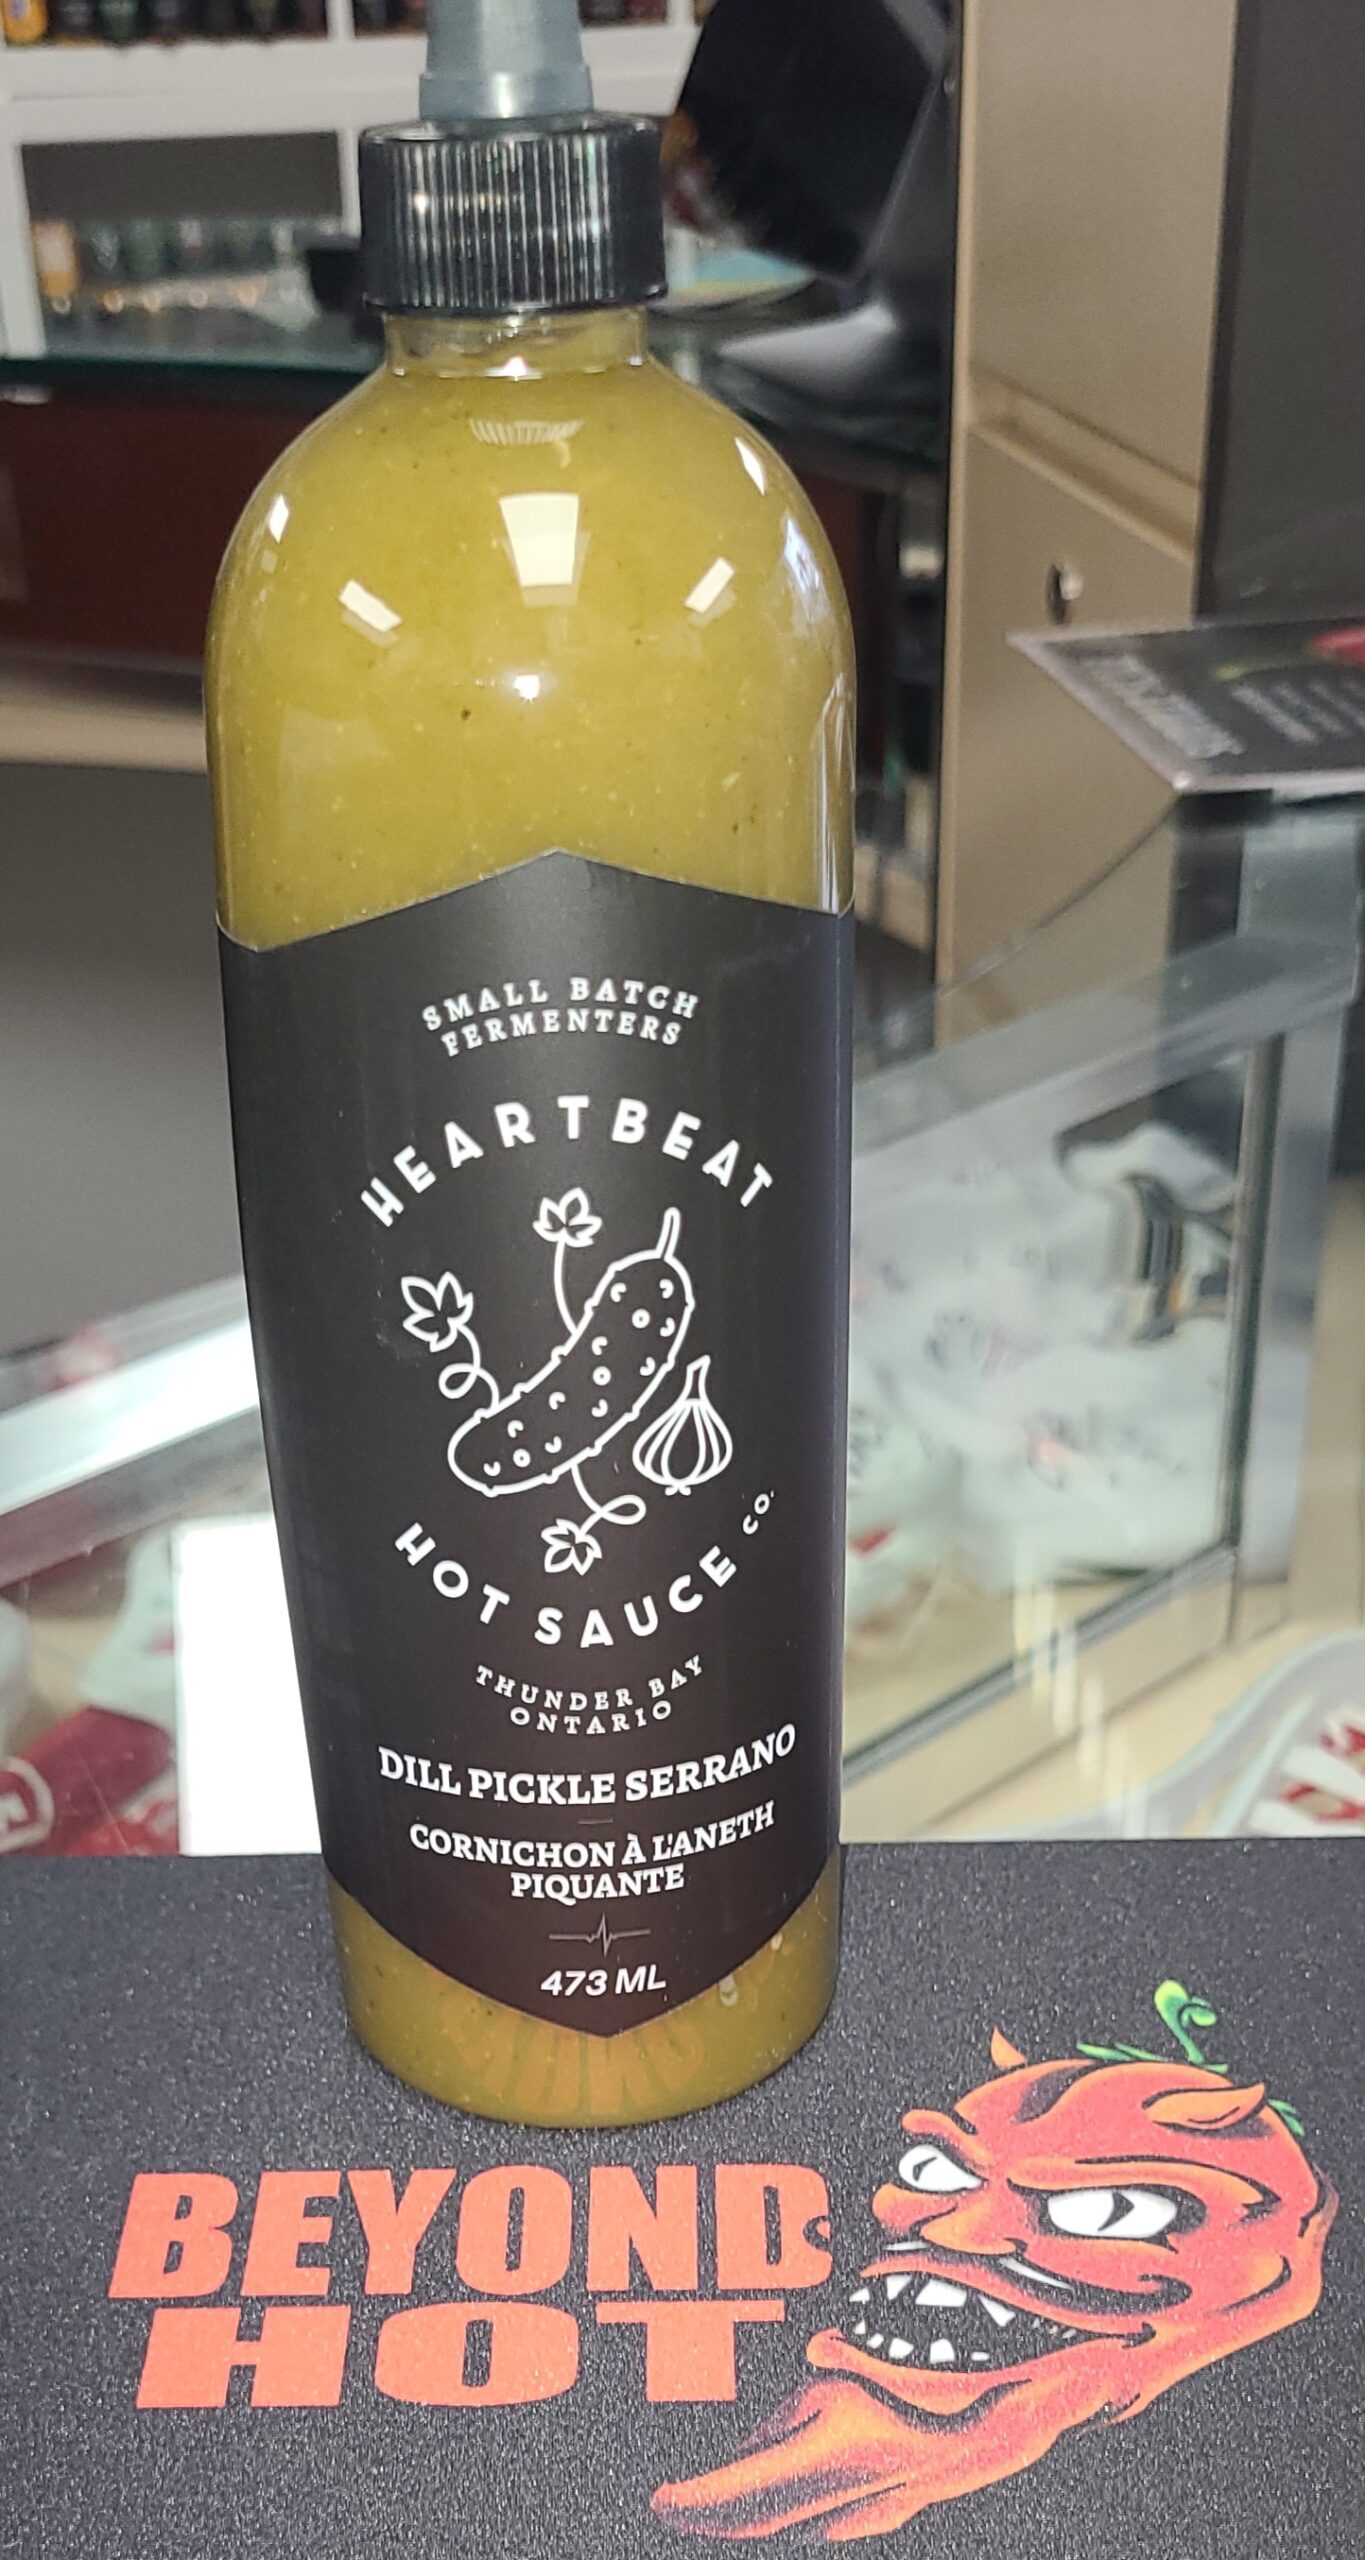 SMALL BATCH
FERMENTERS
HEARTBEAT
HOT SAUCE CO.
THUNDER BAY
ONTARIO
DILL PICKLE SERRANO
CORNICHON À L'ANETH
PIQUANTE
473 ML
BEYOND
HOT